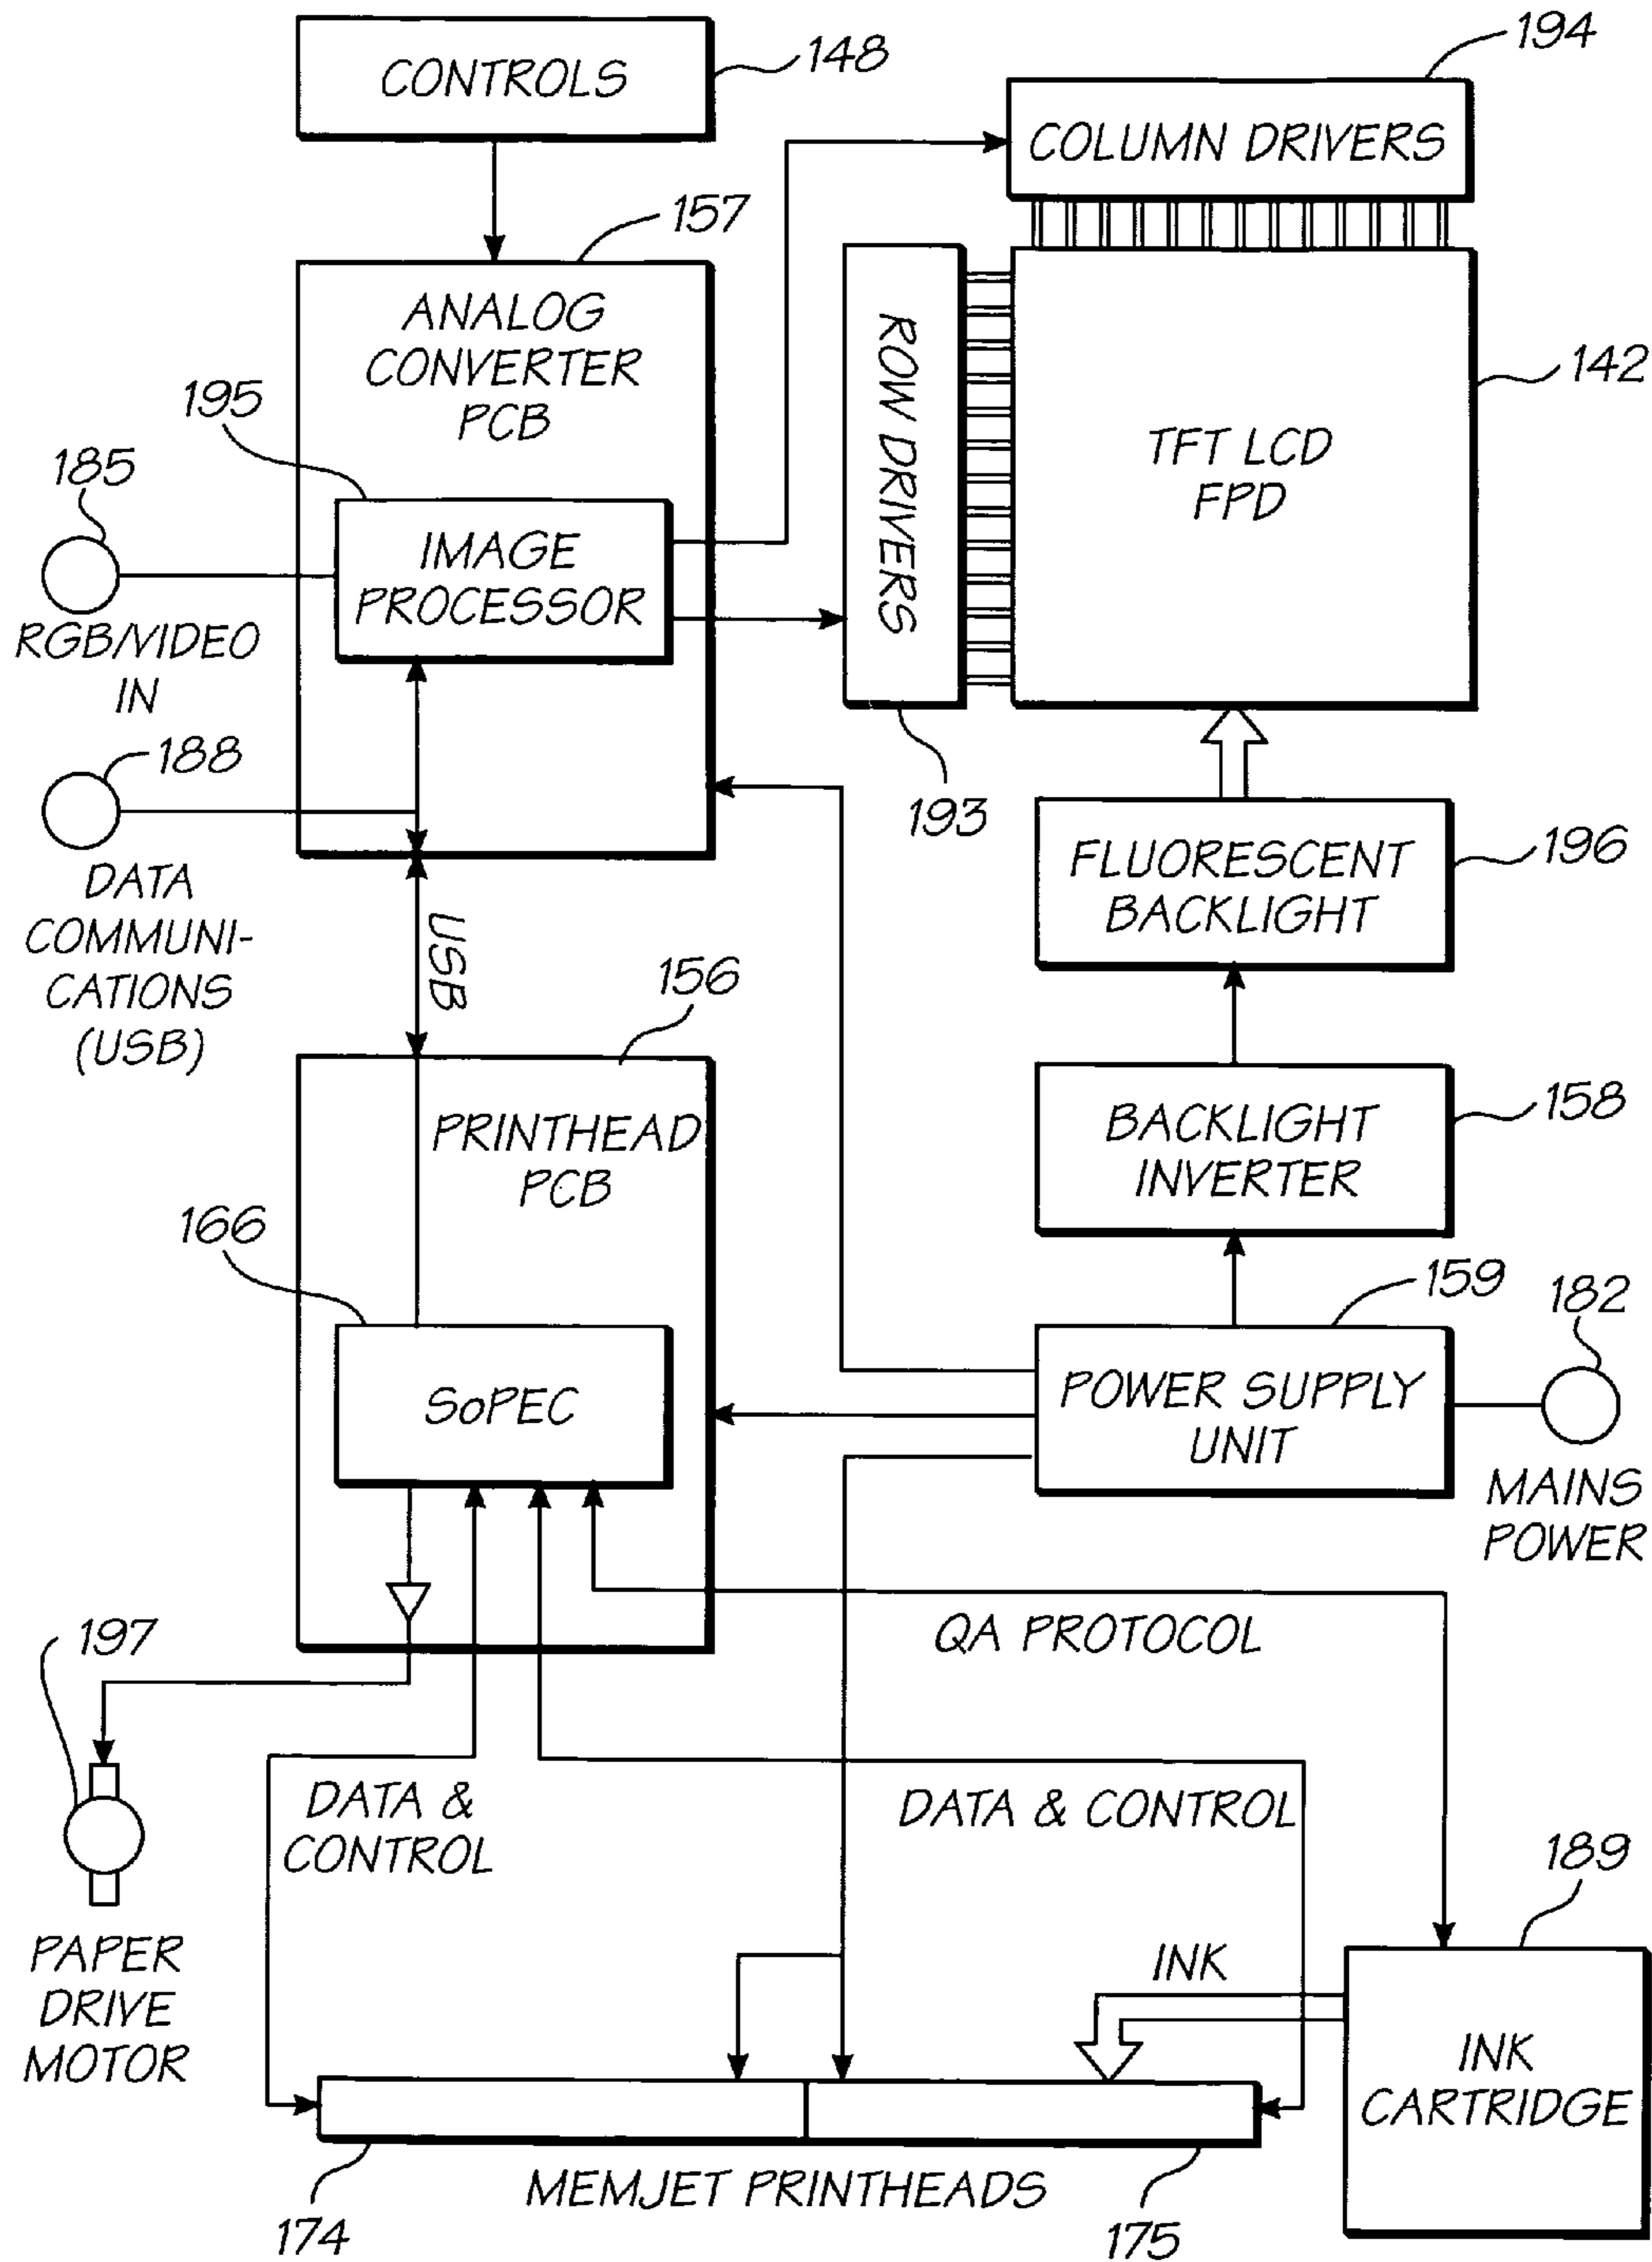 CONTROLS
148
194
COLUMN DRIVERS
157
ANALOG
CONVERTER
PCB
195
185
IMAGE
PROCESSOR
RGB/VIDEO
IN
188
DATA
COMMUNI-
CATIONS
(USB)
USB
ROW DRIVERS
193
142
TFT LCD
FPD
FLUORESCENT
BACKLIGHT
196
156
PRINTHEAD
PCB
BACKLIGHT
INVERTER
158
166
SoPEC
159
182
POWER SUPPLY
UNIT
MAINS
POWER
QA PROTOCOL
197
DATA &
CONTROL
DATA & CONTROL
189
PAPER
DRIVE
MOTOR
INK
INK
CARTRIDGE
MEMJET PRINTHEADS
174
175